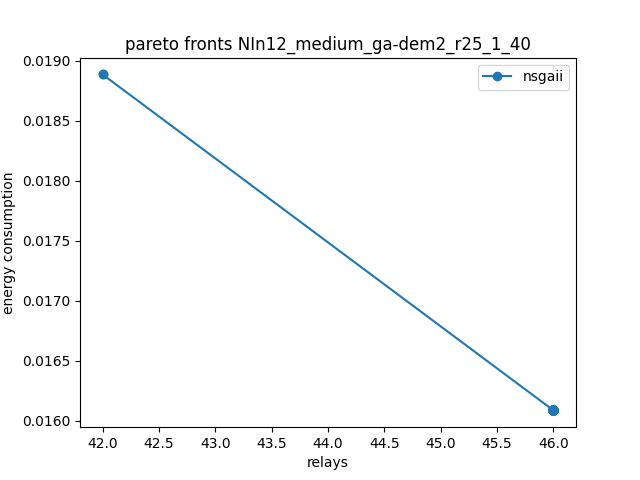 pareto fronts NIn12_medium_ga-dem2_r25_1_40
nsgaii
energy consumption
0.0190
0.0185
0.0180
0.0175
0.0170
0.0165
0.0160
42.0 42.5 43.0 43.5 44.0 44.5 45.0 45.5 46.0
relays